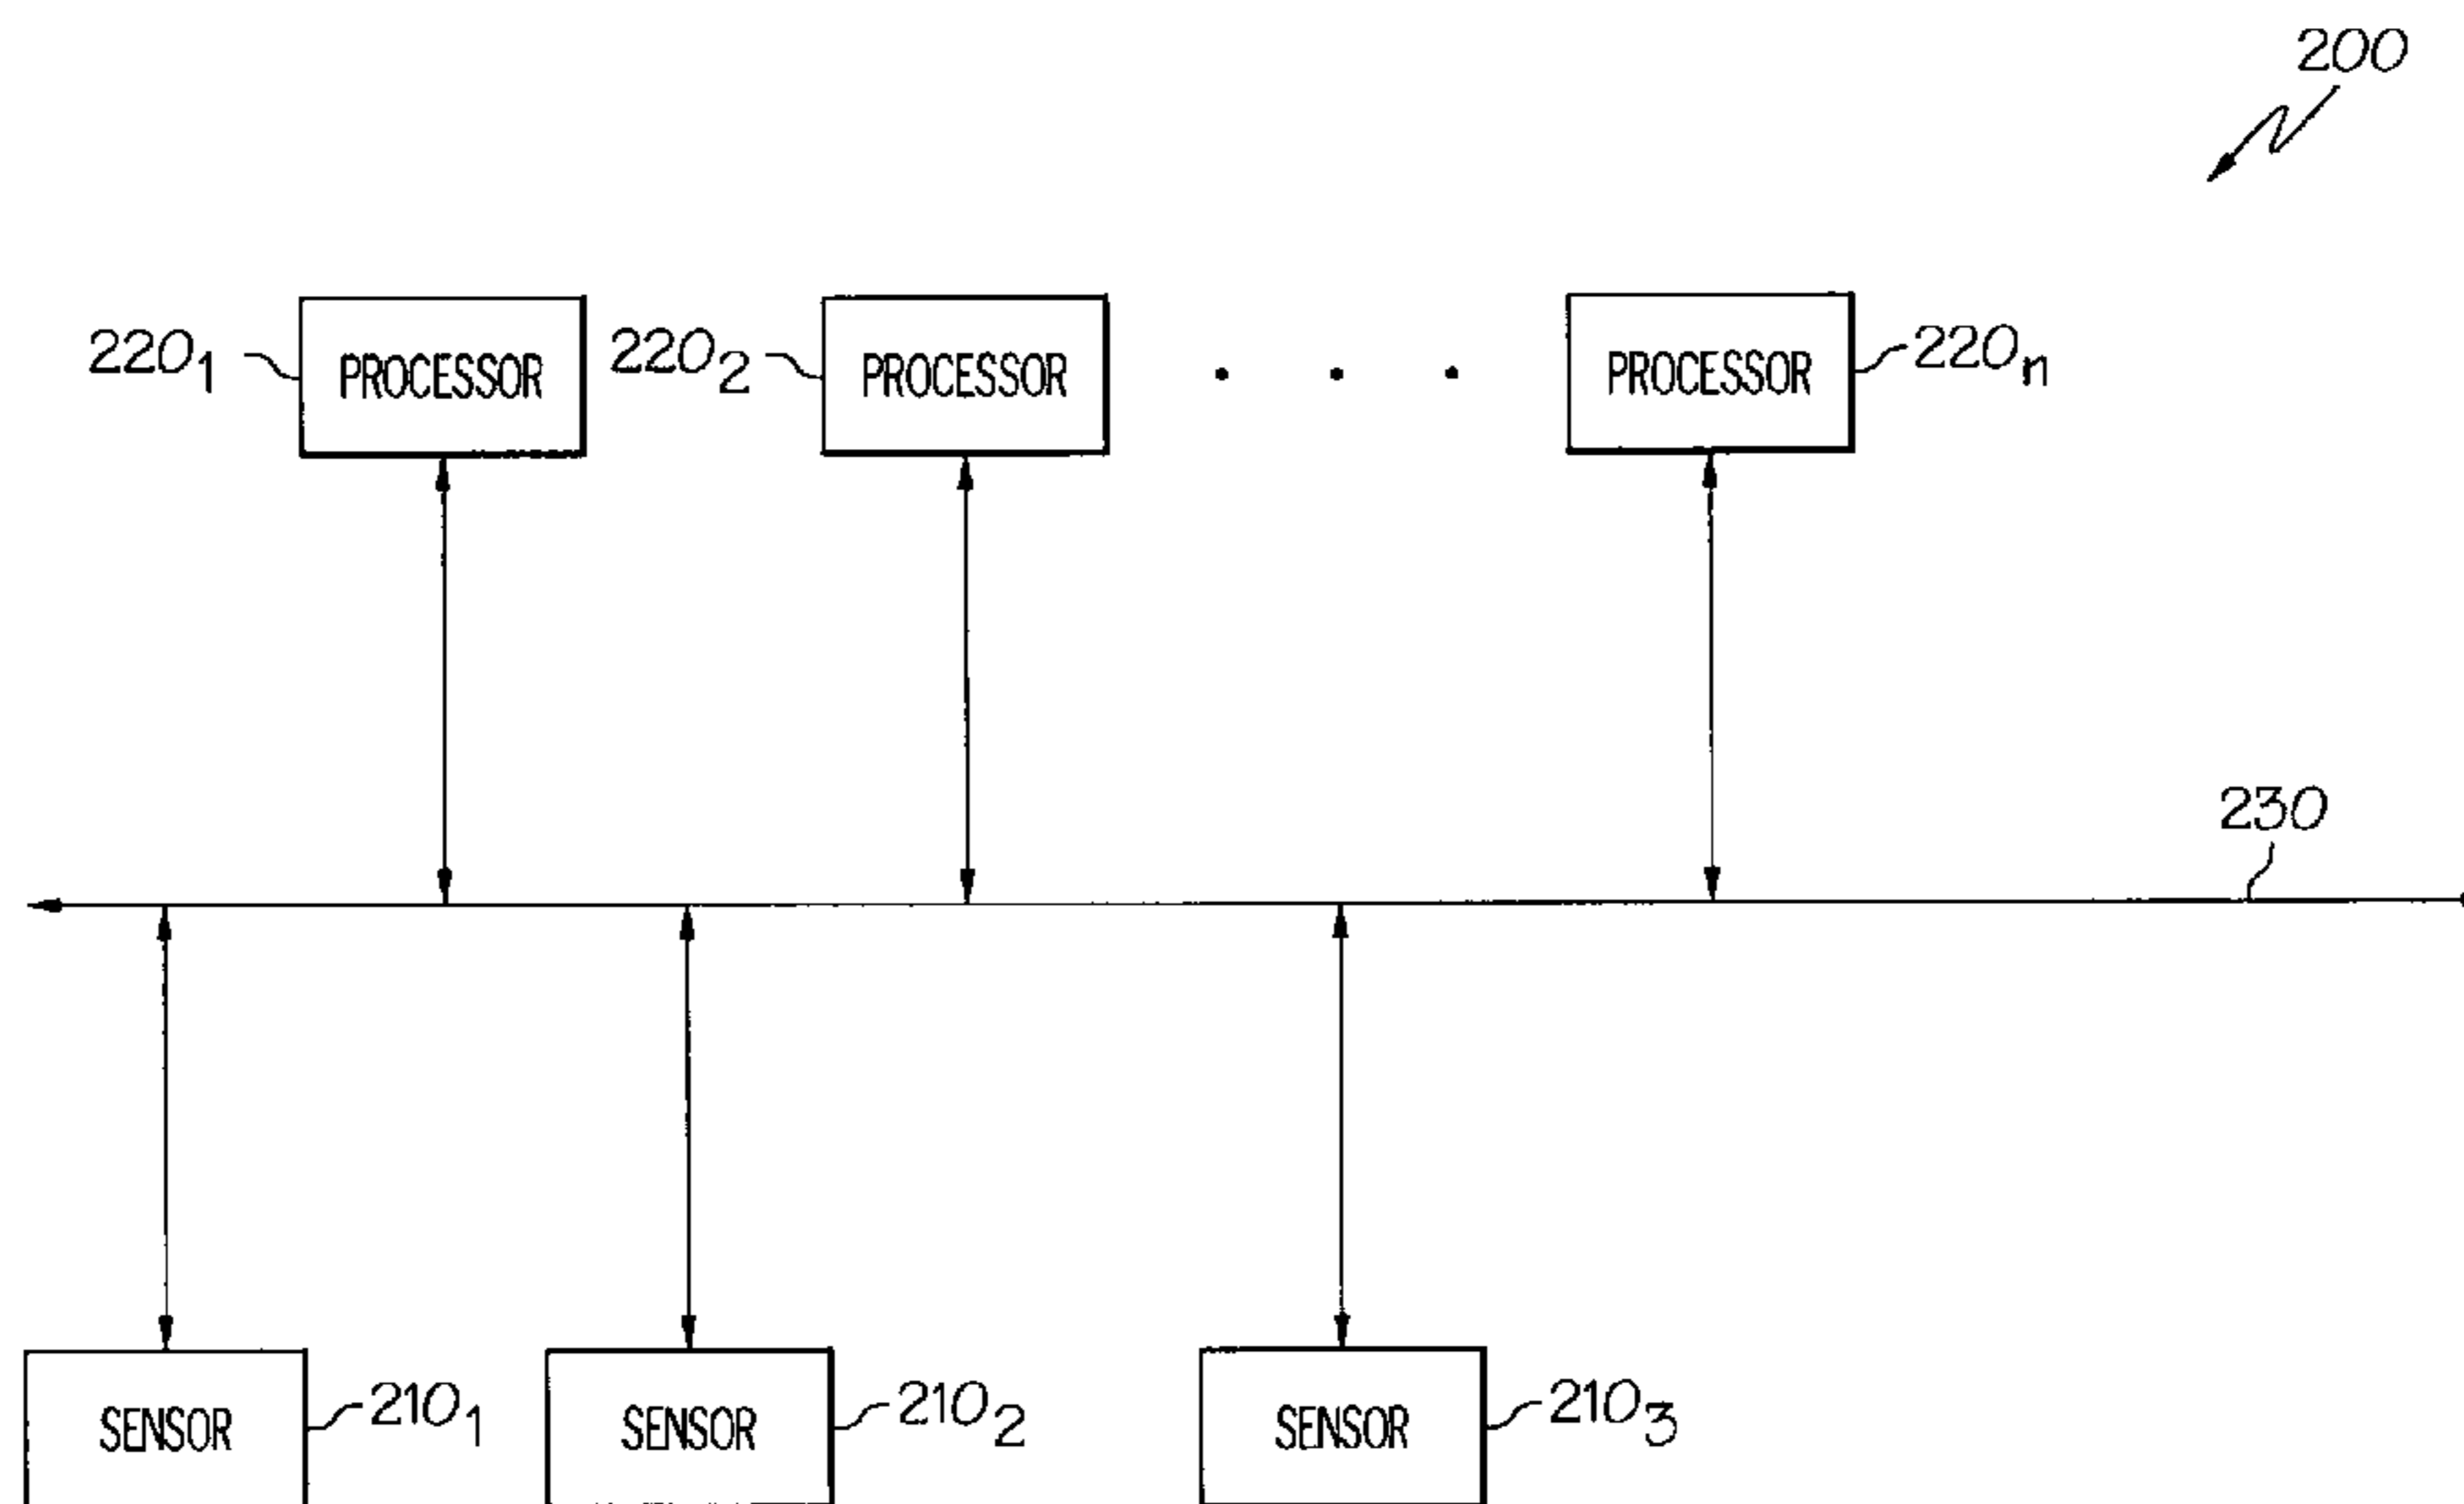 200
220₁ PROCESSOR 220₂ PROCESSOR . . . PROCESSOR 220ₙ
230
SENSOR 210₁ SENSOR 210₂ SENSOR 210₃